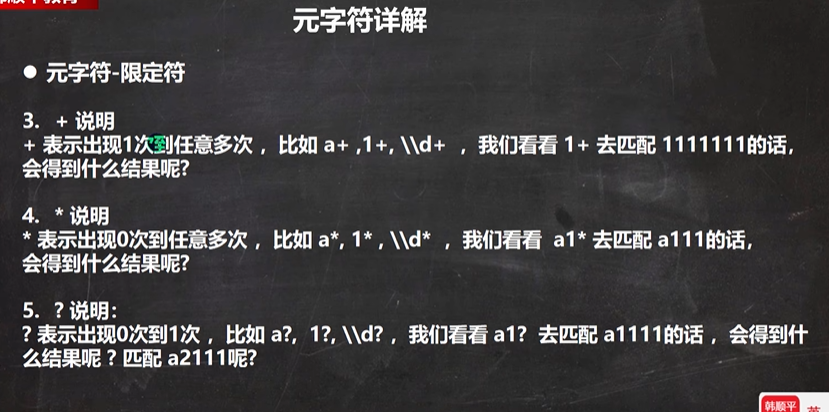 元字符详解
● 元字符-限定符
3. + 说明
+ 表示出现1次到任意多次 ，比如 a+ ,1+, \\d+ ，我们看看 1+ 去匹配 1111111的话，
会得到什么结果呢?
4. * 说明
* 表示出现0次到任意多次 ，比如 a*, 1* , \\d* ，我们看看 a1* 去匹配 a111的话，
会得到什么结果呢?
5. ? 说明：
? 表示出现0次到1次 ，比如 a?, 1?, \\d? ，我们看看 a1? 去匹配 a1111的话 ，会得到什
么结果呢 ? 匹配 a2111呢?
韩顺平